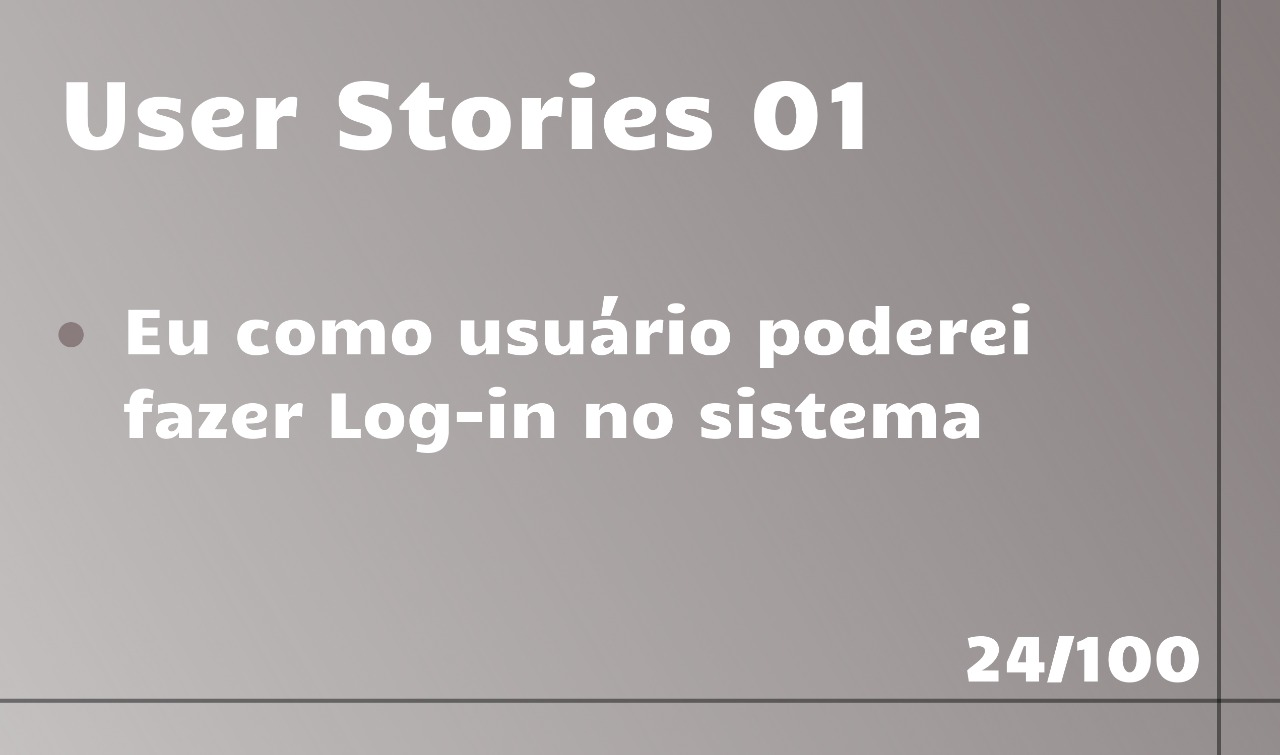 User Stories 01
Eu como usuário poderei
fazer Log-in no sistema
24/100